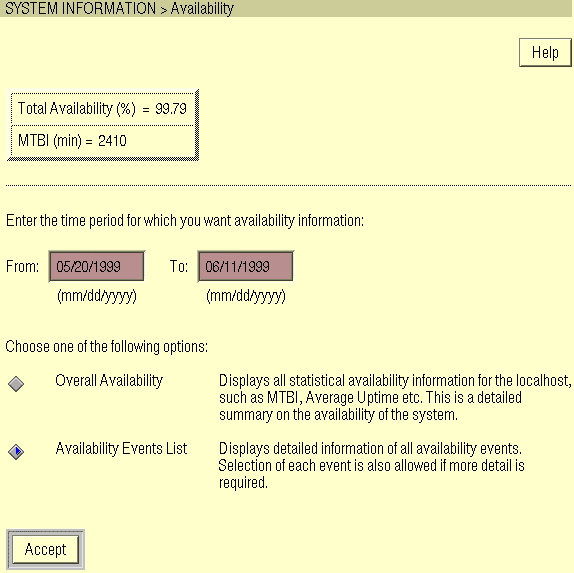 SYSTEM INFORMATION > Availability
Help
Total Availability (%) = 99.79
MTBI (min) = 2410
Enter the time period for which you want availability information:
From: 05/20/1999 To: 06/11/1999
(mm/dd/yyyy) (mm/dd/yyyy)
Choose one of the following options:
Overall Availability Displays all statistical availability information for the localhost,
such as MTBI, Average Uptime etc. This is a detailed
summary on the availability of the system.
Availability Events List Displays detailed information of all availability events.
Selection of each event is also allowed if more detail is
required.
Accept